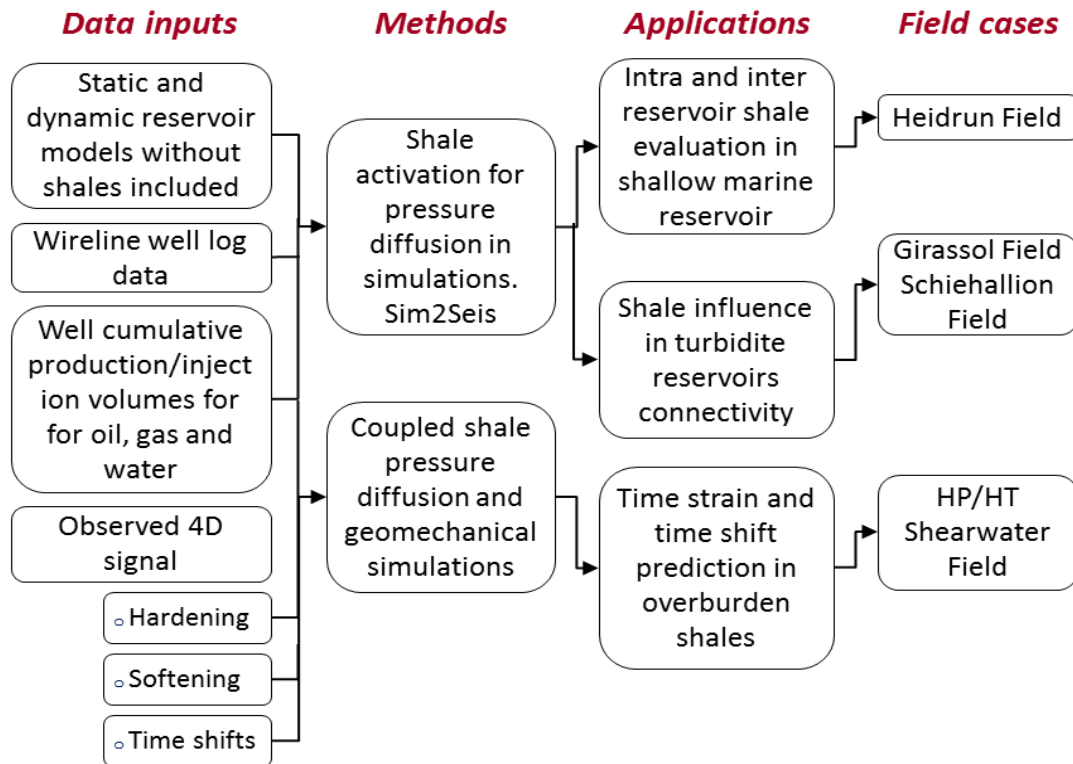 Data inputs
Methods
Applications
Field cases
Static and
dynamic reservoir
models without
shales included
Wireline well log
data
Well cumulative
production/inject
ion volumes for
for oil, gas and
water
Observed 4D
signal
Hardening
Softening
Time shifts
Shale
activation for
pressure
diffusion in
simulations.
Sim2Seis
Coupled shale
pressure
diffusion and
geomechanical
simulations
Intra and inter
reservoir shale
evaluation in
shallow marine
reservoir
Shale influence
in turbidite
reservoirs
connectivity
Time strain and
time shift
prediction in
overburden
shales
Heidrun Field
Girassol Field
Schiehallion
Field
HP/HT
Shearwater
Field